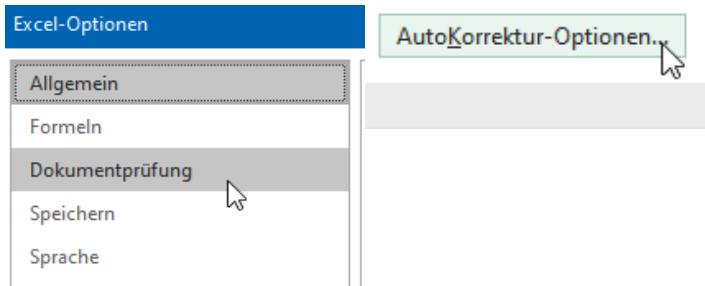 Excel-Optionen
Allgemein
Formeln
Dokumentprüfung
Speichern
Sprache
AutoKorrektur-Optionen...